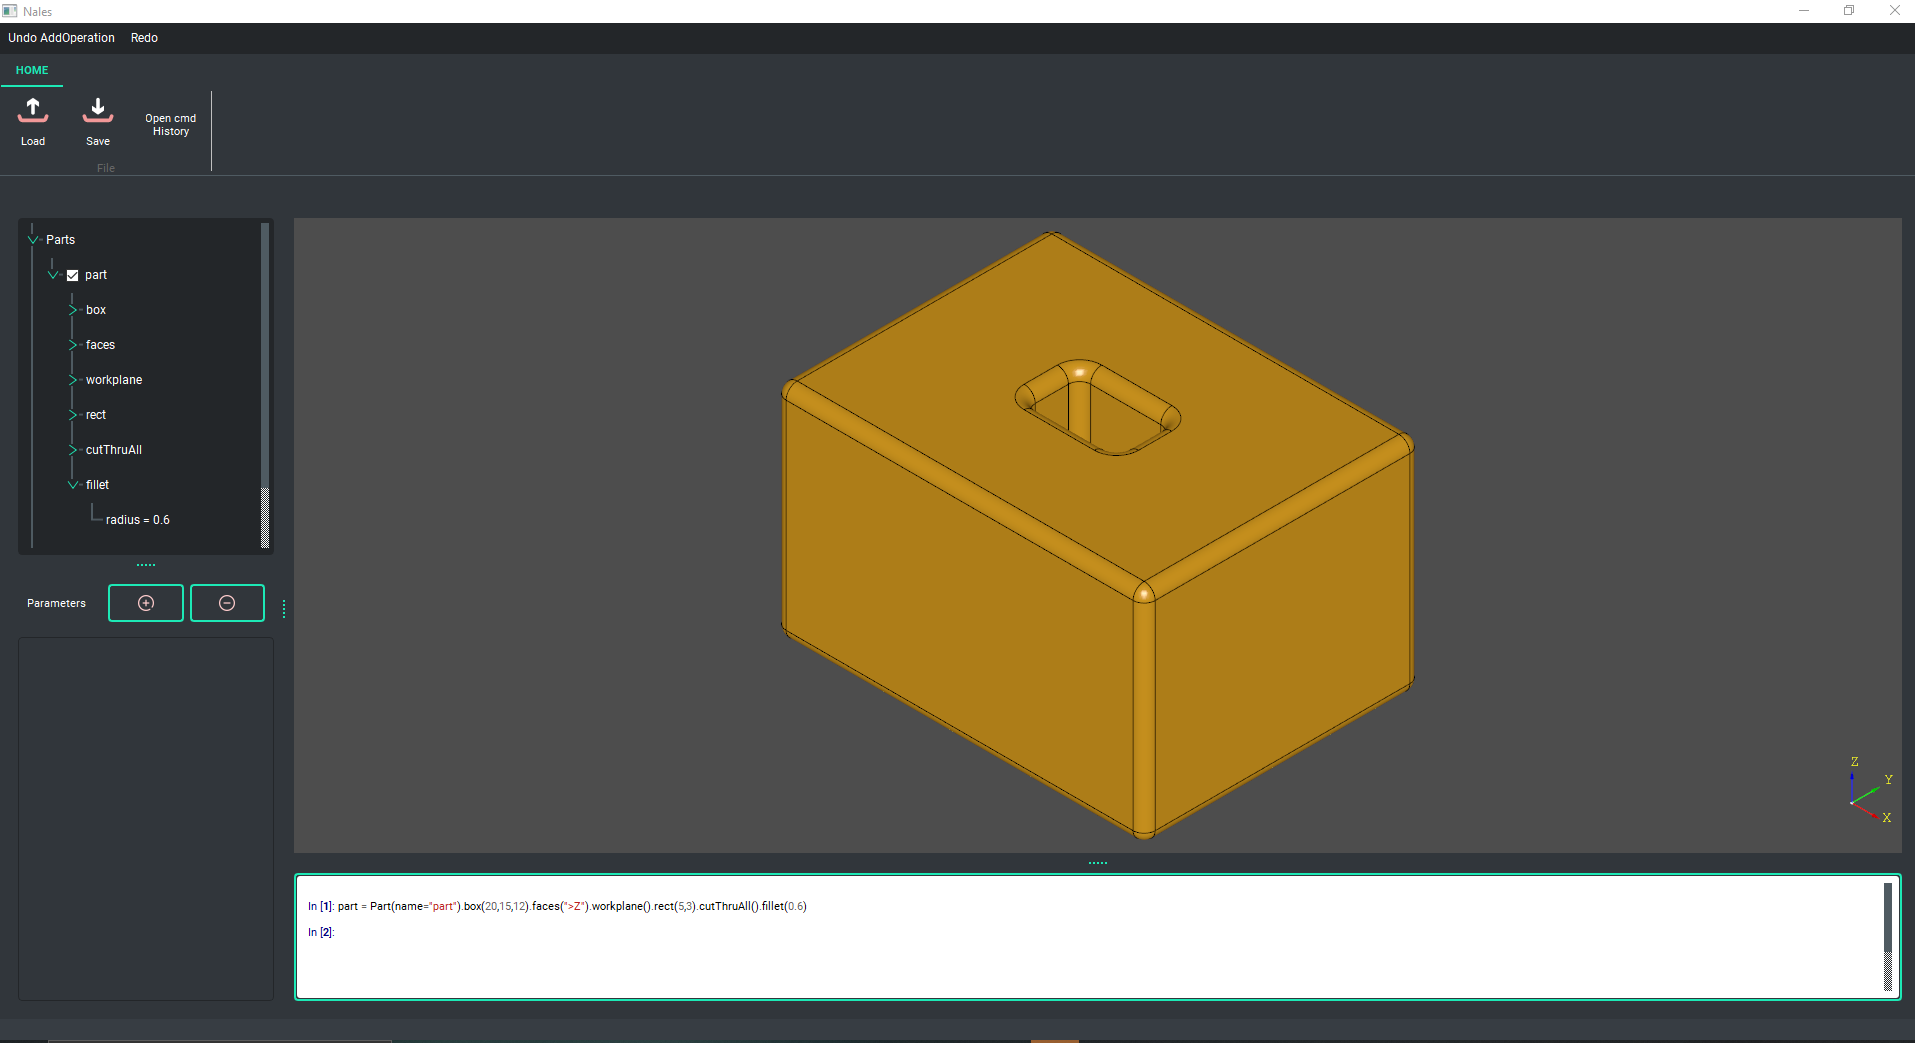 Nales
Undo AddOperation Redo
HOME
Load Save Open cmd History
File
Parts
part
box
faces
workplane
rect
cutThruAll
fillet
radius = 0.6
Parameters
Z
Y
X
In [1]: part = Part(name="part").box(20,15,12).faces(">Z").workplane().rect(5,3).cutThruAll().fillet(0.6)
In [2]: